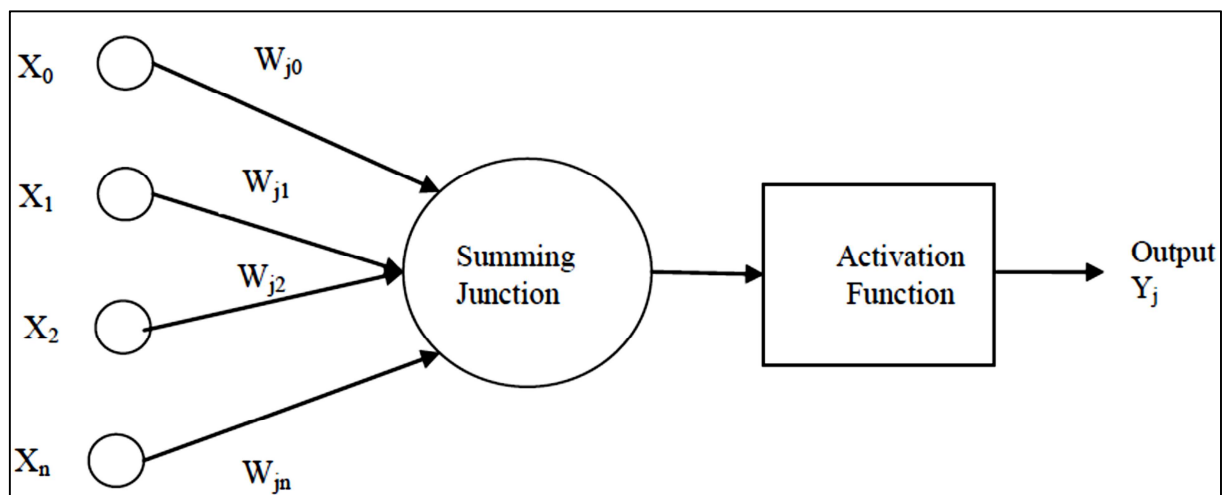 X₀
Wⱼ₀
X₁
Wⱼ₁
Wⱼ₂
X₂
Xₙ
Wⱼₙ
Summing
Junction
Activation
Function
Output
Yⱼ